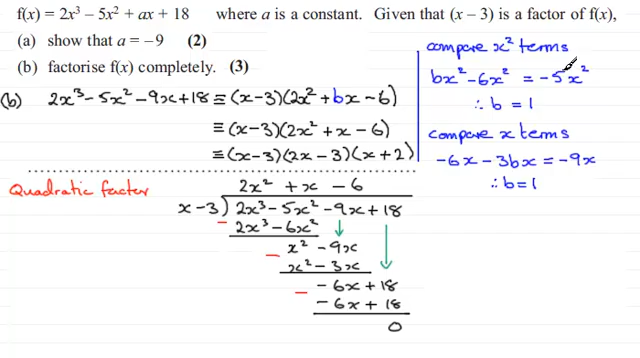 f(x) = 2x³ − 5x² + ax + 18     where a is a constant.   Given that (x − 3) is a factor of f(x),
(a) show that a = −9    (2)
(b) factorise f(x) completely.   (3)
(b)   2x³ − 5x² − 9x + 18 ≡ (x−3)(2x² + bx − 6)
≡ (x−3)(2x² + x − 6)
≡ (x−3)(2x − 3)(x + 2)
compare x² terms
bx² − 6x² = −5x²
∴ b = 1
compare x terms
−6x − 3bx = −9x
∴ b = 1
Quadratic factor     2x² + x − 6
x − 3 ) 2x³ − 5x² − 9x + 18
− 2x³ − 6x²
x² − 9x
− x² − 3x
− 6x + 18
− − 6x + 18
0